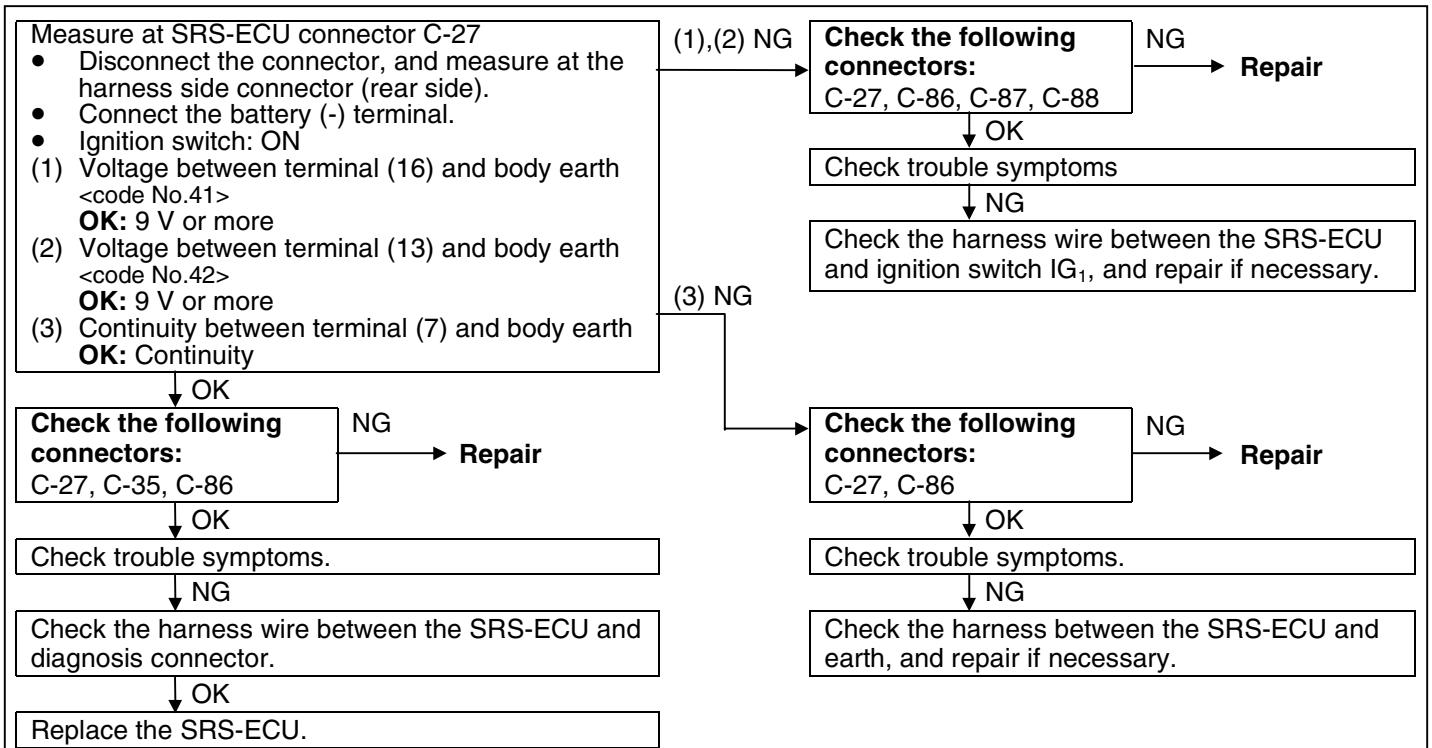 Measure at SRS-ECU connector C-27
• Disconnect the connector, and measure at the
harness side connector (rear side).
• Connect the battery (-) terminal.
• Ignition switch: ON
(1) Voltage between terminal (16) and body earth
<code No.41>
OK: 9 V or more
(2) Voltage between terminal (13) and body earth
<code No.42>
OK: 9 V or more
(3) Continuity between terminal (7) and body earth
OK: Continuity
(1),(2) NG
Check the following
connectors:
C-27, C-86, C-87, C-88
NG
Repair
OK
Check trouble symptoms
NG
Check the harness wire between the SRS-ECU
and ignition switch IG1, and repair if necessary.
(3) NG
OK
Check the following
connectors:
C-27, C-35, C-86
NG
Repair
OK
Check trouble symptoms.
NG
Check the harness wire between the SRS-ECU and
diagnosis connector.
OK
Replace the SRS-ECU.
Check the following
connectors:
C-27, C-86
NG
Repair
OK
Check trouble symptoms.
NG
Check the harness between the SRS-ECU and
earth, and repair if necessary.